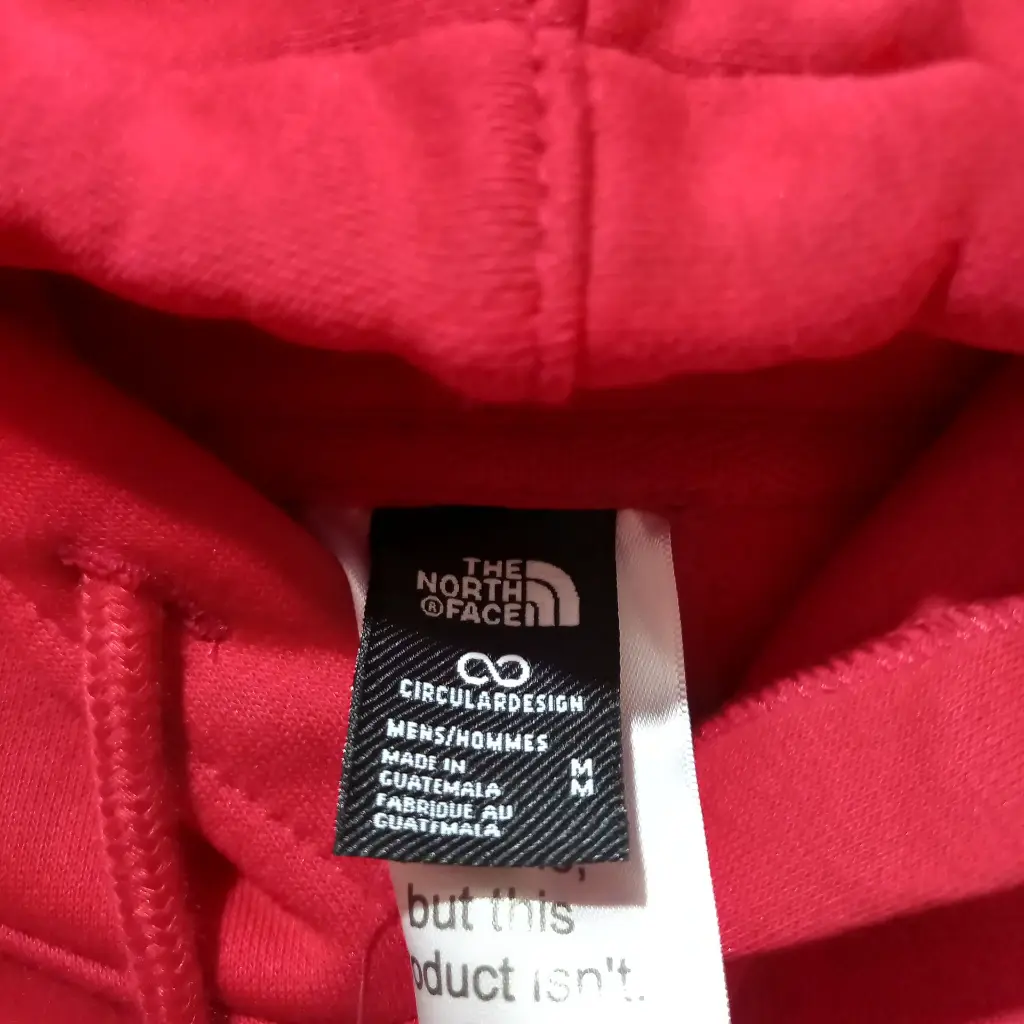 THE
NORTH
®FACE
CIRCULARDESIGN
MENS/HOMMES
MADE IN M
GUATEMALA M
FABRIQUE AU
GUATEMALA
but this
oduct isn't.